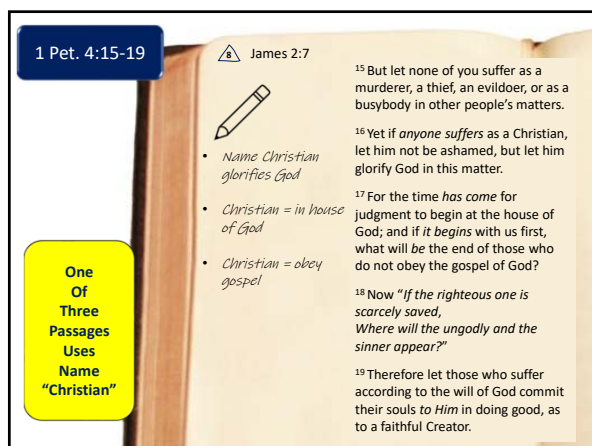 1 Pet. 4:15-19
8 James 2:7
• Name Christian
glorifies God
• Christian = in house
of God
• Christian = obey
gospel
One
Of
Three
Passages
Uses
Name
“Christian”
15 But let none of you suffer as a
murderer, a thief, an evildoer, or as a
busybody in other people’s matters.
16 Yet if anyone suffers as a Christian,
let him not be ashamed, but let him
glorify God in this matter.
17 For the time has come for
judgment to begin at the house of
God; and if it begins with us first,
what will be the end of those who
do not obey the gospel of God?
18 Now “If the righteous one is
scarcely saved,
Where will the ungodly and the
sinner appear?”
19 Therefore let those who suffer
according to the will of God commit
their souls to Him in doing good, as
to a faithful Creator.